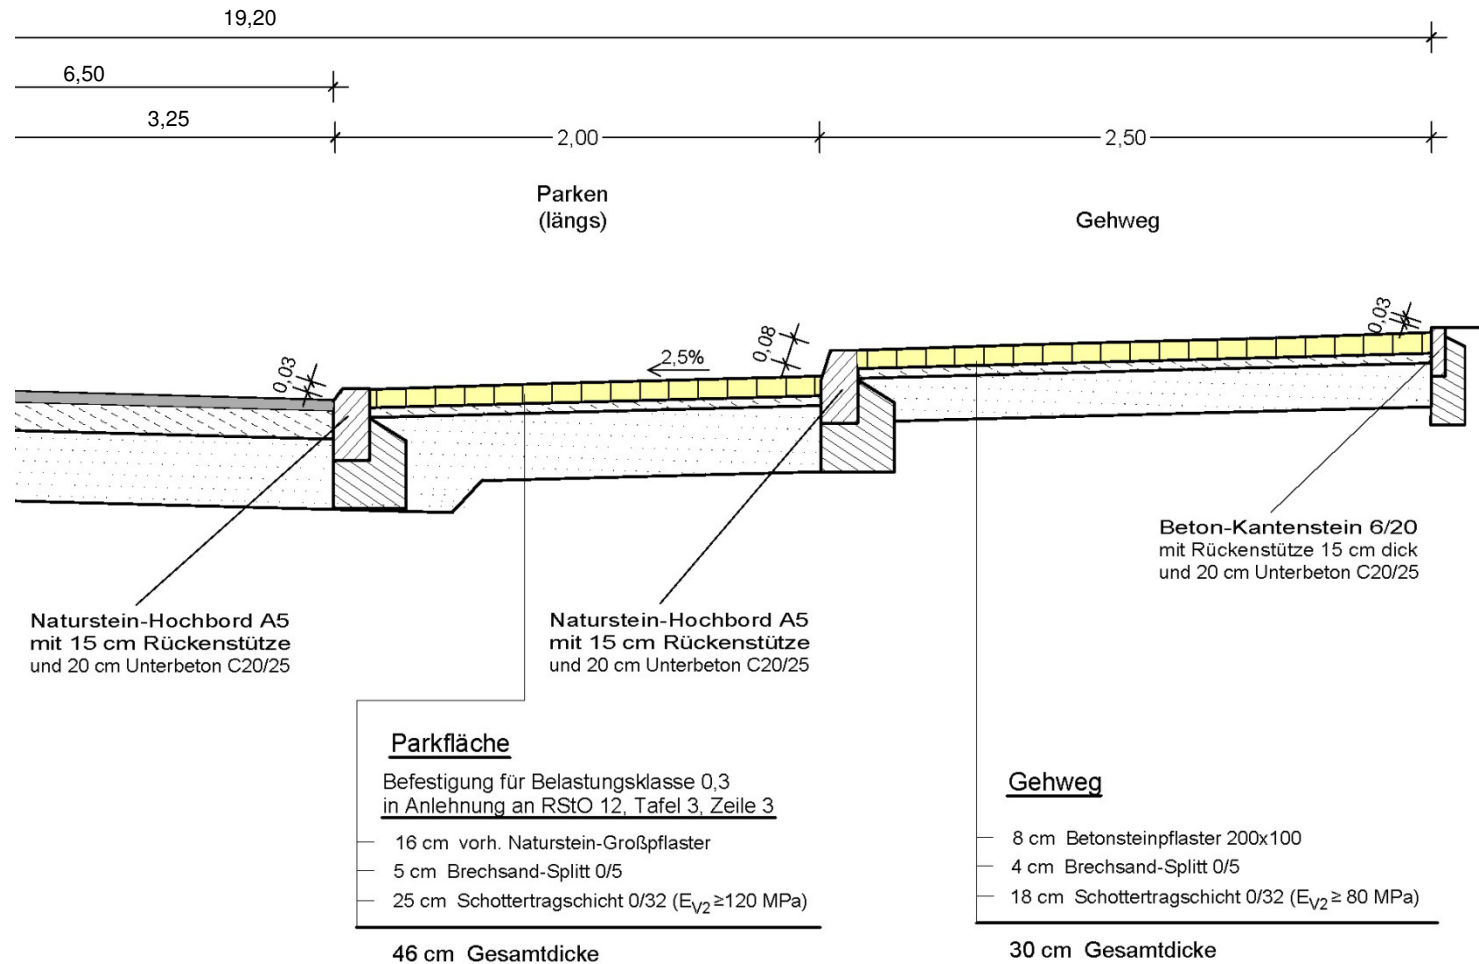 19,20
6,50
3,25
2,00
2,50
Parken
(längs)
Gehweg
0,03
2,5%
0,08
0,03
Beton-Kantenstein 6/20
mit Rückenstütze 15 cm dick
und 20 cm Unterbeton C20/25
Naturstein-Hochbord A5
mit 15 cm Rückenstütze
und 20 cm Unterbeton C20/25
Naturstein-Hochbord A5
mit 15 cm Rückenstütze
und 20 cm Unterbeton C20/25
Parkfläche
Befestigung für Belastungsklasse 0,3
in Anlehnung an RStO 12, Tafel 3, Zeile 3
16 cm vorh. Naturstein-Großpflaster
5 cm Brechsand-Splitt 0/5
25 cm Schottertragschicht 0/32 (EV2 ≥120 MPa)
46 cm Gesamtdicke
Gehweg
8 cm Betonsteinpflaster 200x100
4 cm Brechsand-Splitt 0/5
18 cm Schottertragschicht 0/32 (EV2 ≥ 80 MPa)
30 cm Gesamtdicke